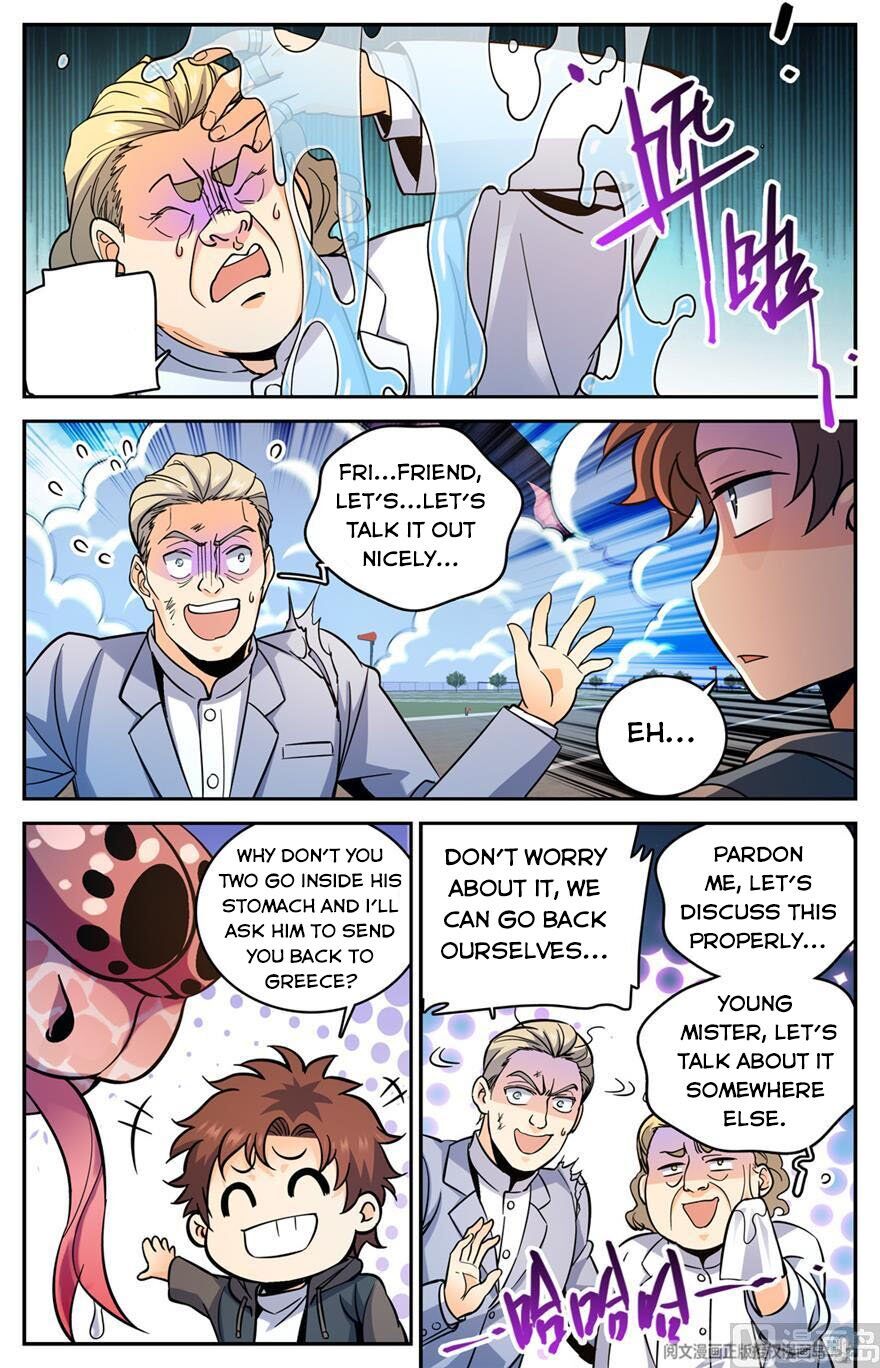 FRI...FRIEND,
LET'S...LET'S
TALK IT OUT
NICELY...
EH...
WHY DON'T YOU
TWO GO INSIDE HIS
STOMACH AND I'LL
ASK HIM TO SEND
YOU BACK TO
GREECE?
DON'T WORRY
ABOUT IT, WE
CAN GO BACK
OURSELVES...
PARDON
ME, LET'S
DISCUSS THIS
PROPERLY...
YOUNG
MISTER, LET'S
TALK ABOUT IT
SOMEWHERE
ELSE.
哈哈哈